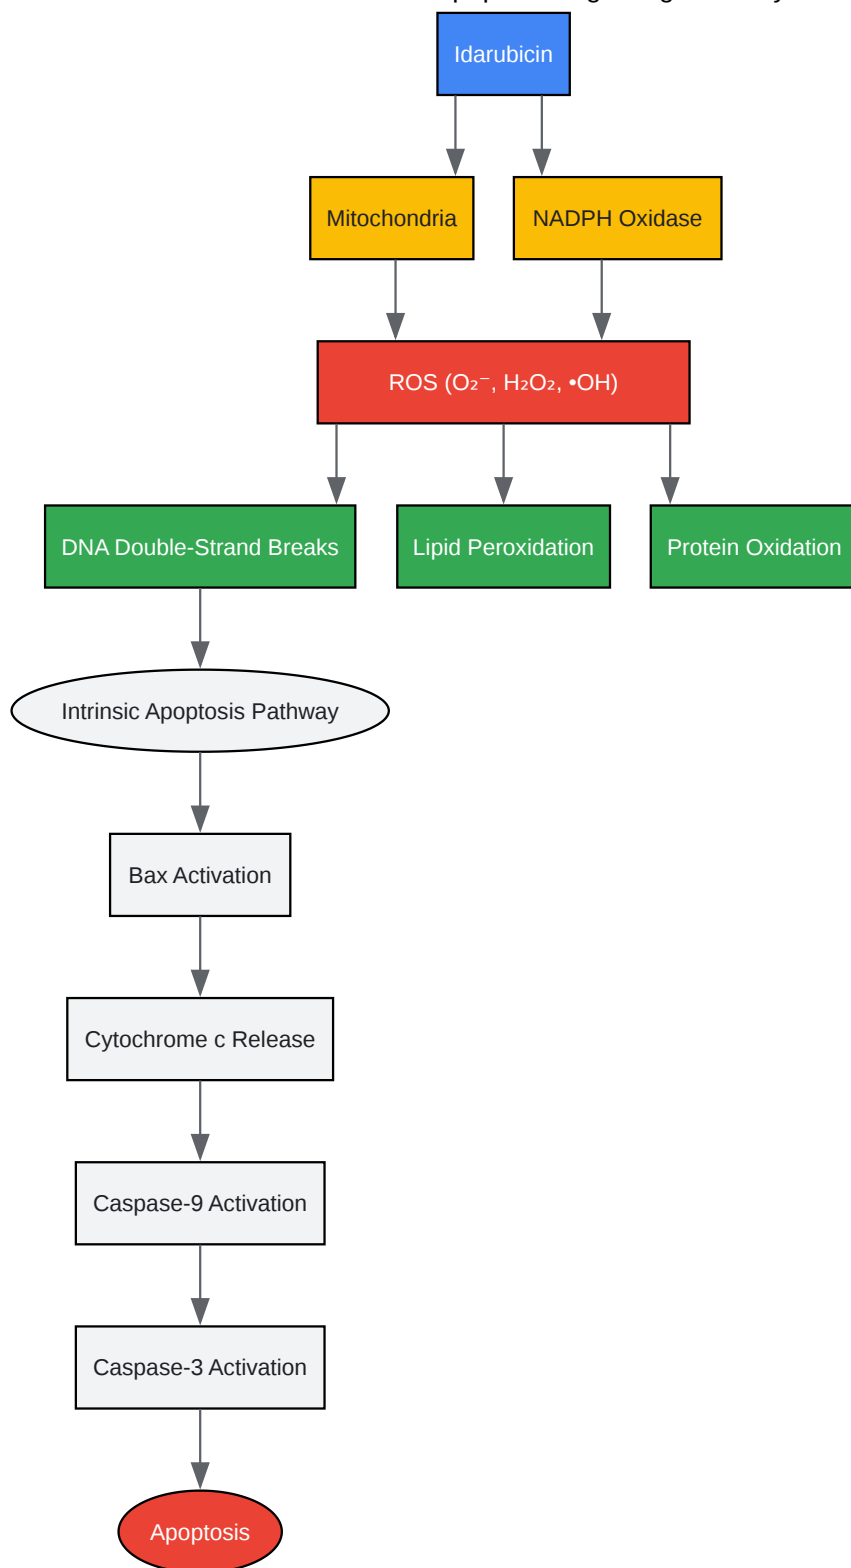 Idarubicin
Mitochondria
NADPH Oxidase
ROS (O₂⁻, H₂O₂, •OH)
DNA Double-Strand Breaks
Lipid Peroxidation
Protein Oxidation
Intrinsic Apoptosis Pathway
Bax Activation
Cytochrome c Release
Caspase-9 Activation
Caspase-3 Activation
Apoptosis